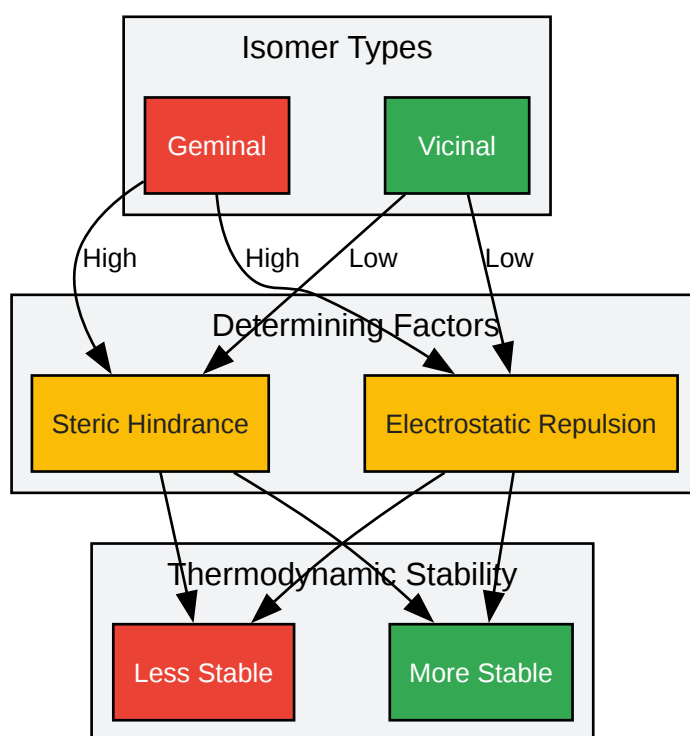 Isomer Types
Geminal
Vicinal
High
High
Low
Low
Determining Factors
Steric Hindrance
Electrostatic Repulsion
Thermodynamic Stability
Less Stable
More Stable